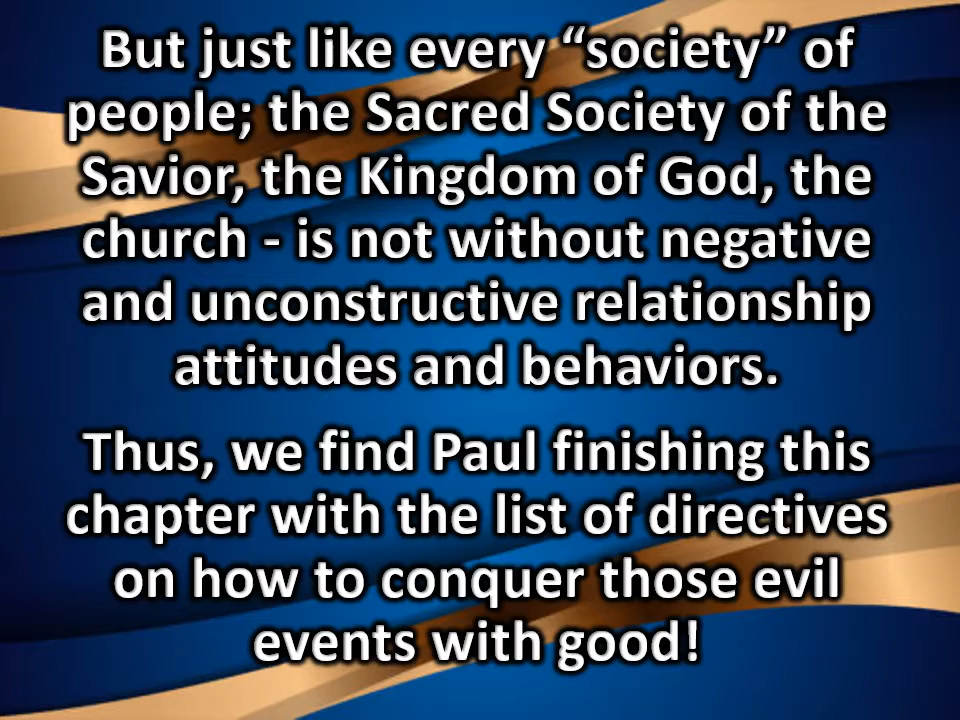 But just like every “society” of
people; the Sacred Society of the
Savior, the Kingdom of God, the
church - is not without negative
and unconstructive relationship
attitudes and behaviors.
Thus, we find Paul finishing this
chapter with the list of directives
on how to conquer those evil
events with good!